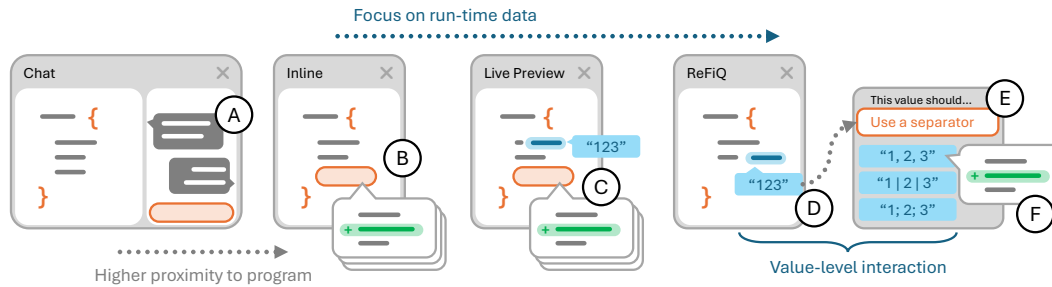 Focus on run-time data
Chat
Inline
Live Preview
ReFiQ
{
}
A
{
}
B
+
{
}
“123”
C
+
{
}
“123”
D
This value should...
E
Use a separator
“1, 2, 3”
“1 | 2 | 3”
“1; 2; 3”
+
F
Higher proximity to program
Value-level interaction